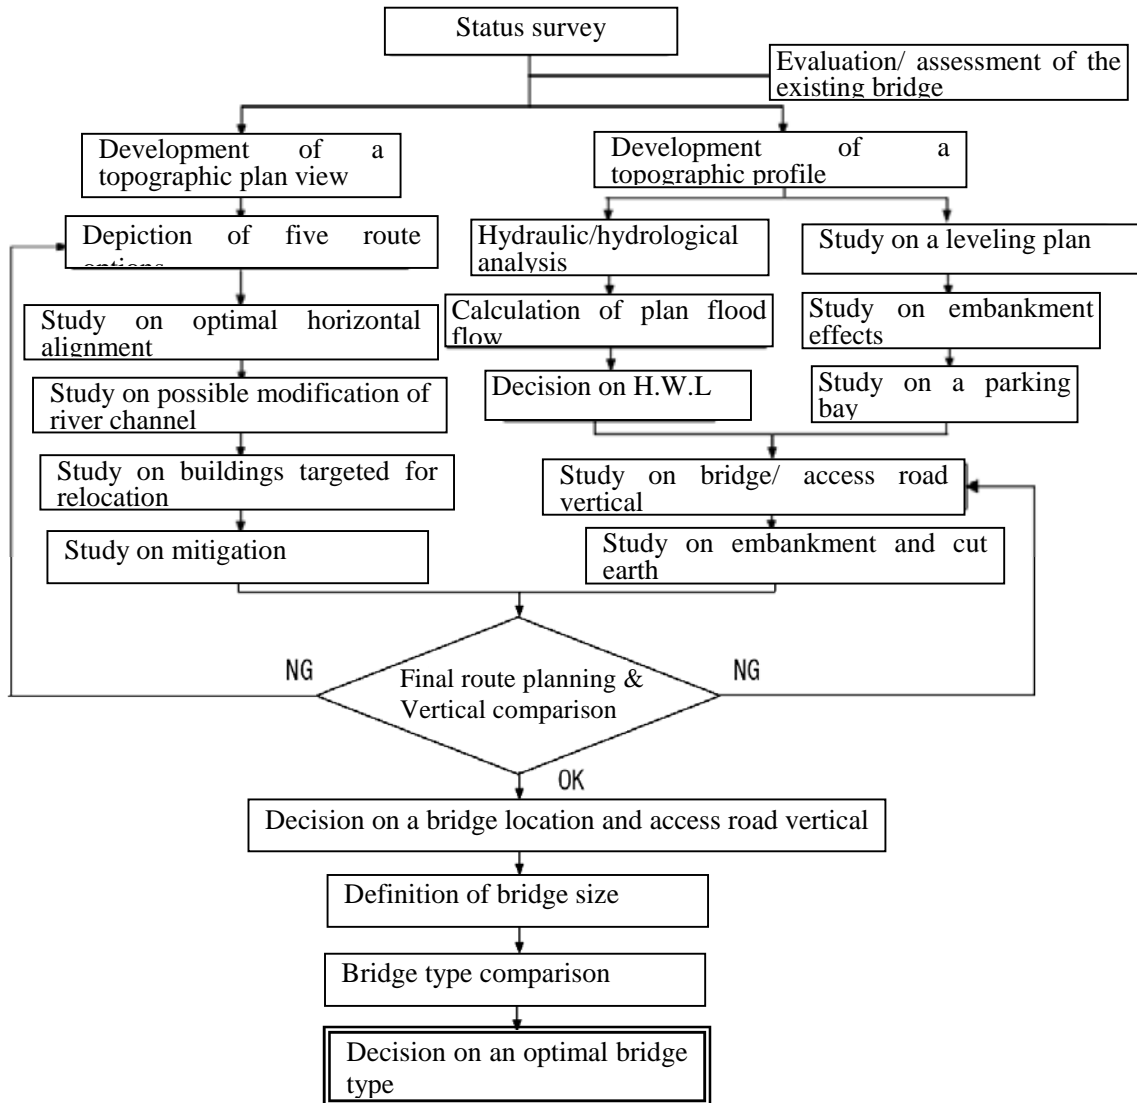 Status survey
Evaluation/ assessment of the
existing bridge
Development of a
topographic plan view
Development of a
topographic profile
Depiction of five route
options
Hydraulic/hydrological
analysis
Study on a leveling plan
Study on optimal horizontal
alignment
Calculation of plan flood
flow
Study on embankment
effects
Study on possible modification of
river channel
Decision on H.W.L
Study on a parking
bay
Study on buildings targeted for
relocation
Study on bridge/ access road
vertical
Study on mitigation
Study on embankment and cut
earth
NG
Final route planning &
Vertical comparison
NG
OK
Decision on a bridge location and access road vertical
Definition of bridge size
Bridge type comparison
Decision on an optimal bridge
type